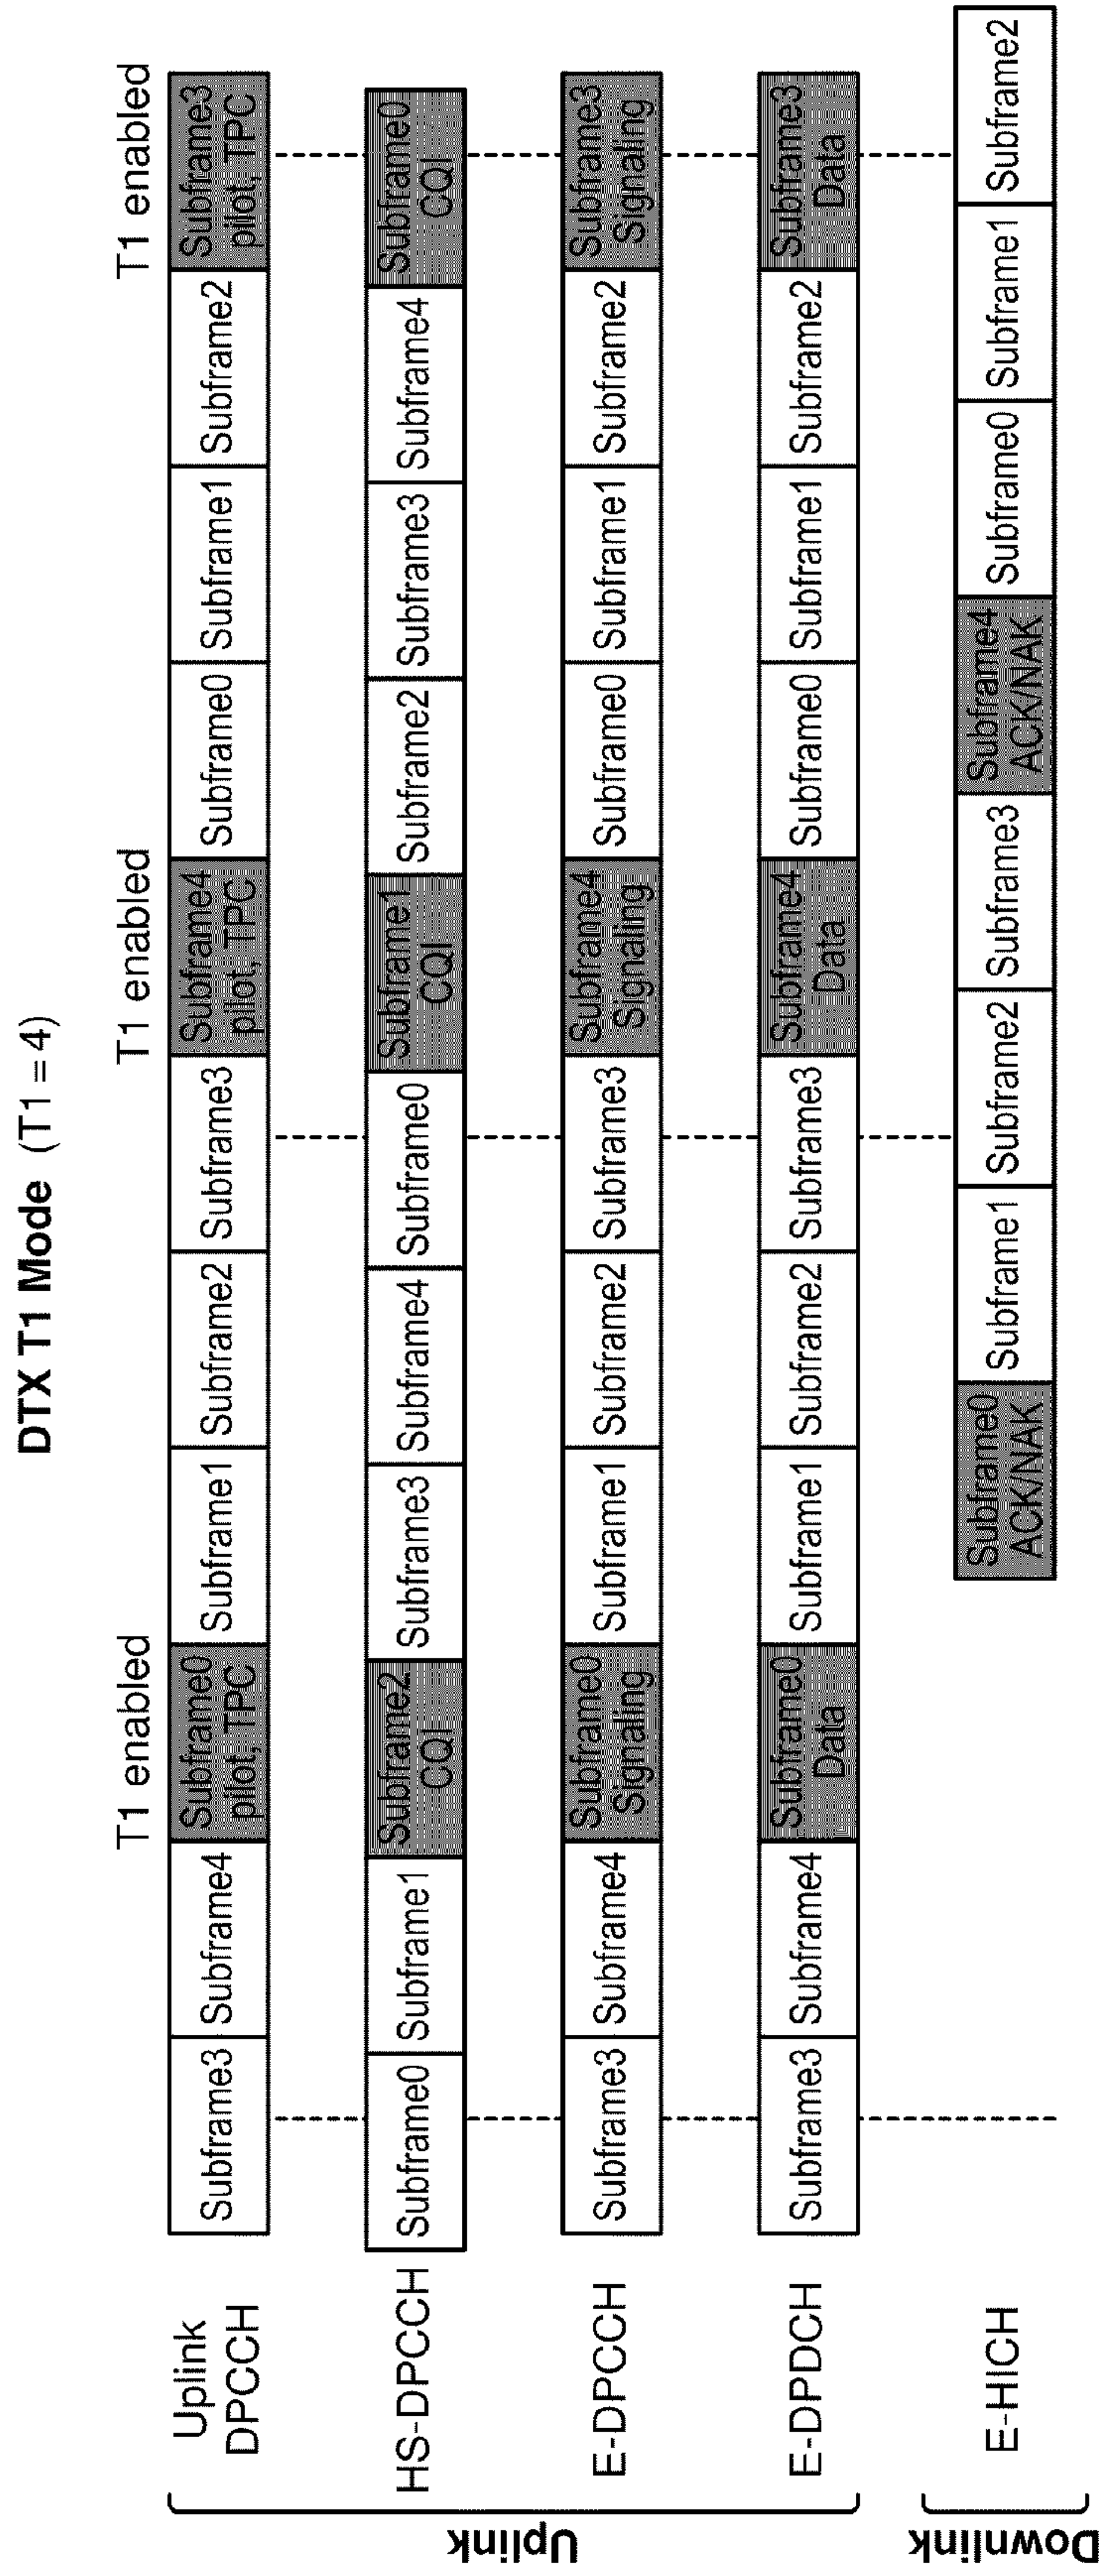 DTX T1 Mode (T1=4)
T1 enabled
T1 enabled
T1 enabled
Uplink
Uplink
DPCCH
Subframe3
Subframe4
Subframe0
pilot, TPC
Subframe1
Subframe2
Subframe3
Subframe4
pilot, TPC
Subframe0
Subframe1
Subframe2
Subframe3
pilot, TPC
HS-DPCCH
Subframe0
Subframe1
Subframe2
CQI
Subframe3
Subframe4
Subframe0
Subframe1
CQI
Subframe2
Subframe3
Subframe4
Subframe0
CQI
E-DPCCH
Subframe3
Subframe4
Subframe0
Signaling
Subframe1
Subframe2
Subframe3
Subframe4
Signaling
Subframe0
Subframe1
Subframe2
Subframe3
Signaling
E-DPDCH
Subframe3
Subframe4
Subframe0
Data
Subframe1
Subframe2
Subframe3
Subframe4
Data
Subframe0
Subframe1
Subframe2
Subframe3
Data
Downlink
E-HICH
Subframe0
ACK/NAK
Subframe1
Subframe2
Subframe3
Subframe4
ACK/NAK
Subframe0
Subframe1
Subframe2